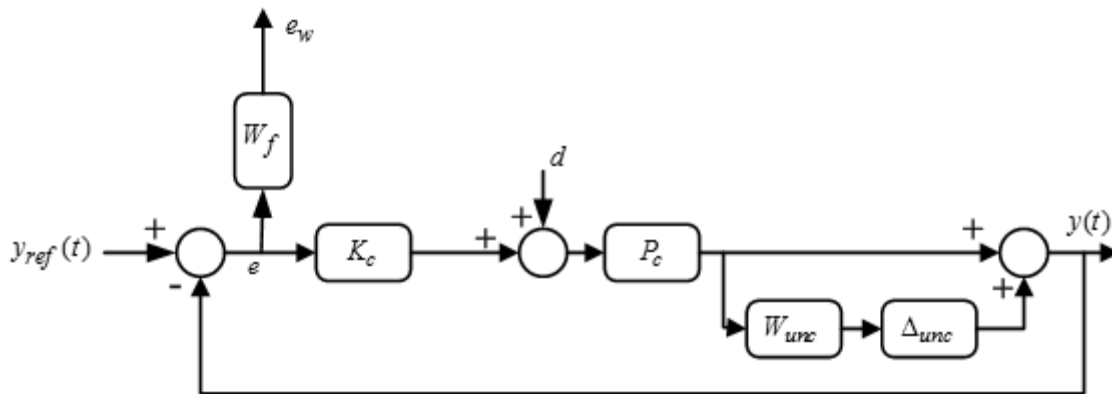 e_w
W_f
d
+
+
+
y_ref(t)
e
K_c
+
P_c
y(t)
-
+
W_unc
Δ_unc